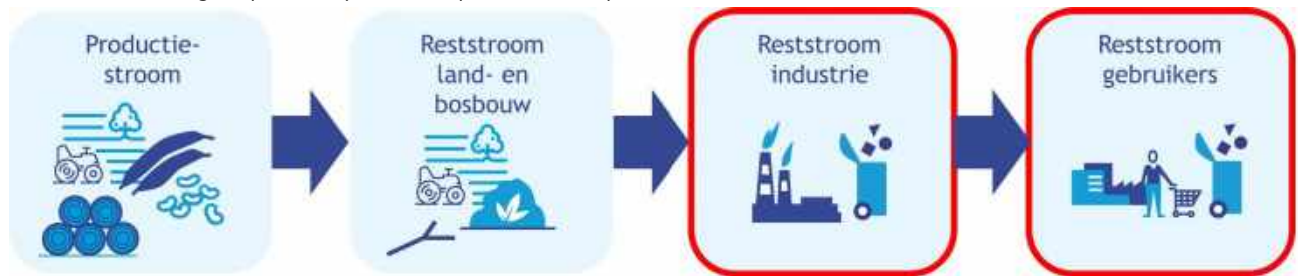 Productie-
stroom
Reststroom
land- en
bosbouw
Reststroom
industrie
Reststroom
gebruikers